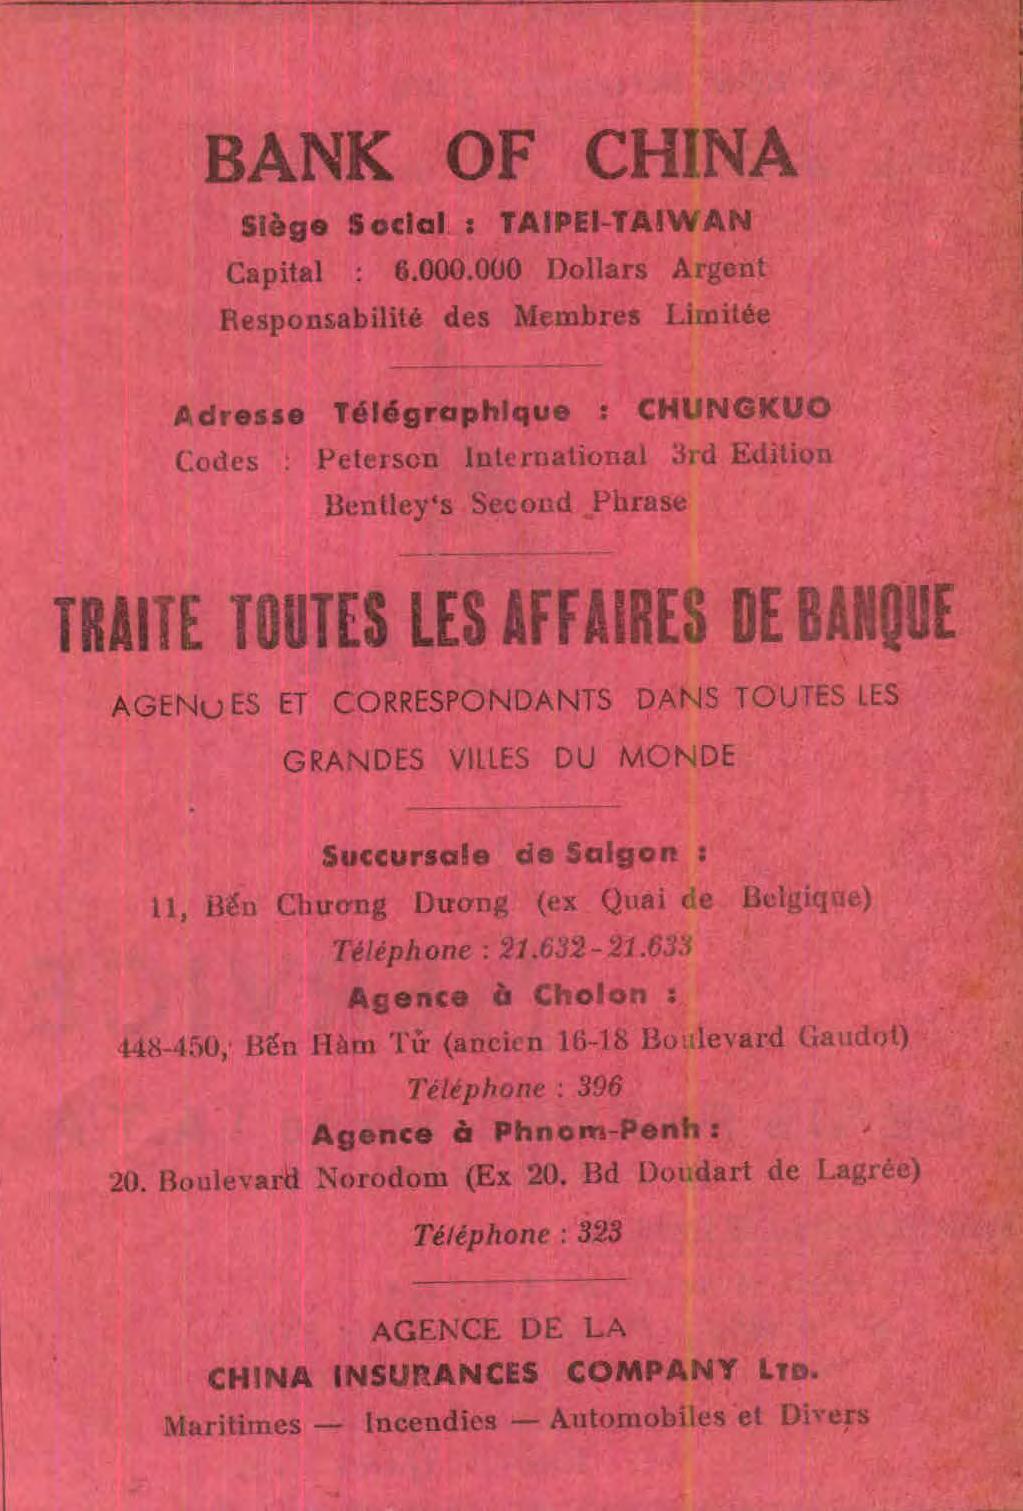 BANK OF CHINA
Siège Social : TAIPEI-TAIWAN
Capital : 6.000.000 Dollars Argent
Responsabilité des Membres Limitée
Adresse Télégraphique : CHUNGKUO
Codes : Peterson International 3rd Edition
Bentley's Second Phrase
TRAITE TOUTES LES AFFAIRES DE BANQUE
AGENCES ET CORRESPONDANTS DANS TOUTES LES
GRANDES VILLES DU MONDE
Succursale de Saigon :
11, Bến Chương Dương (ex Quai de Belgique)
Téléphone : 21.632-21.633
Agence à Cholon :
448-450, Bến Hàm Tử (ancien 16-18 Boulevard Gaudot)
Téléphone : 396
Agence à Phnom-Penh :
20. Boulevard Norodom (Ex 20. Bd Doudart de Lagrée)
Téléphone : 323
AGENCE DE LA
CHINA INSURANCES COMPANY LTD.
Maritimes — Incendies — Automobiles et Divers